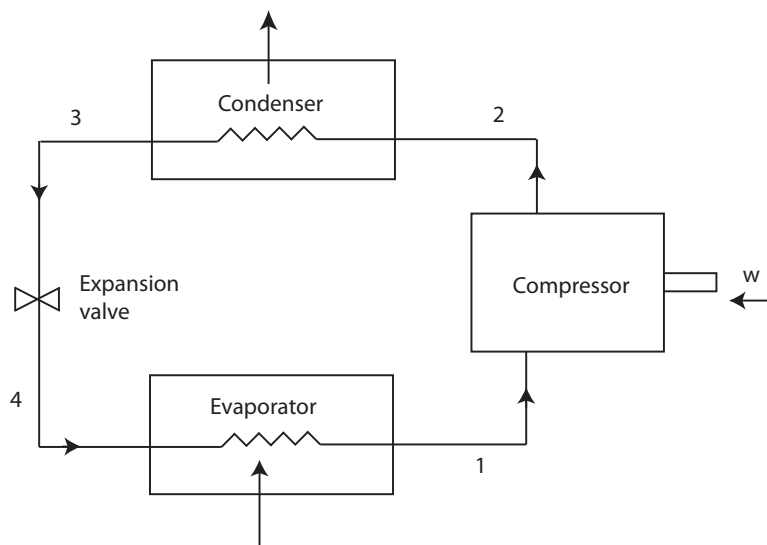 Condenser
3
2
Expansion
valve
Compressor
w
4
Evaporator
1